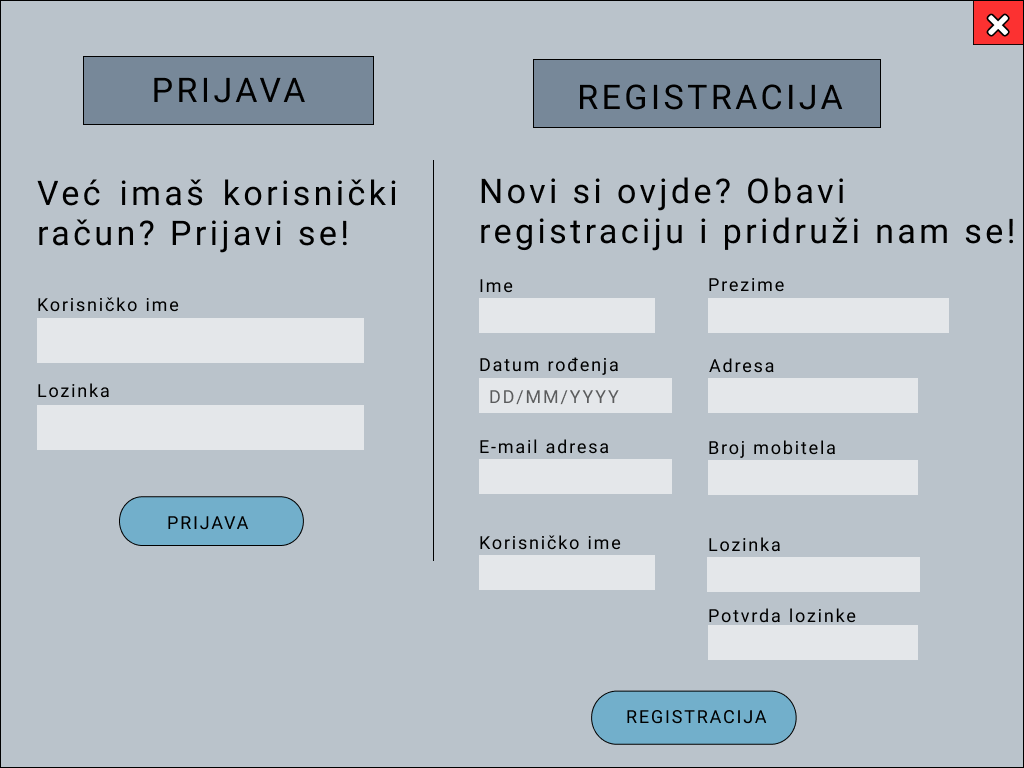 PRIJAVA
Već imaš korisnički
račun? Prijavi se!
Korisničko ime
Lozinka
PRIJAVA
REGISTRACIJA
Novi si ovjde? Obavi
registraciju i pridruži nam se!
Ime
Prezime
Datum rođenja
Adresa
DD/MM/YYYY
E-mail adresa
Broj mobitela
Korisničko ime
Lozinka
Potvrda lozinke
REGISTRACIJA